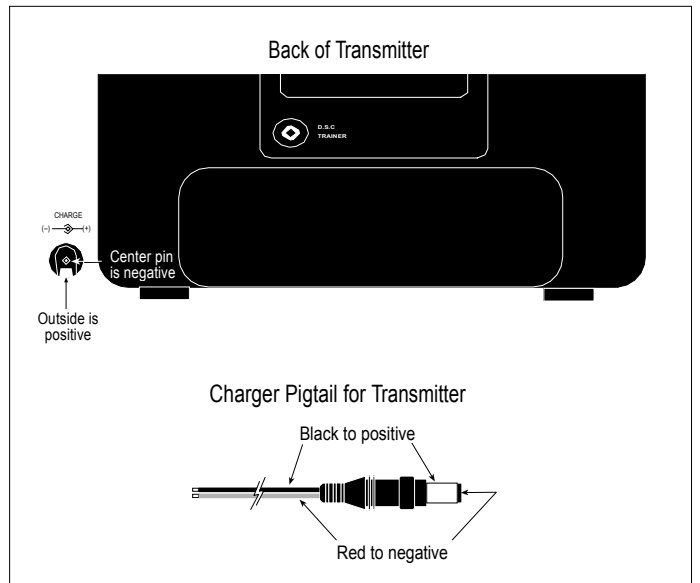 Back of Transmitter
D.S.C
TRAINER
CHARGE
(–) (+)
Center pin
is negative
Outside is
positive
Charger Pigtail for Transmitter
Black to positive
Red to negative